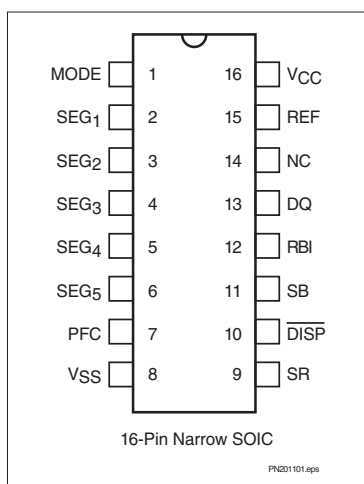 MODE 1 16 VCC
SEG1 2 15 REF
SEG2 3 14 NC
SEG3 4 13 DQ
SEG4 5 12 RBI
SEG5 6 11 SB
PFC 7 10 DISP
VSS 8 9 SR
16-Pin Narrow SOIC
PN201101.eps